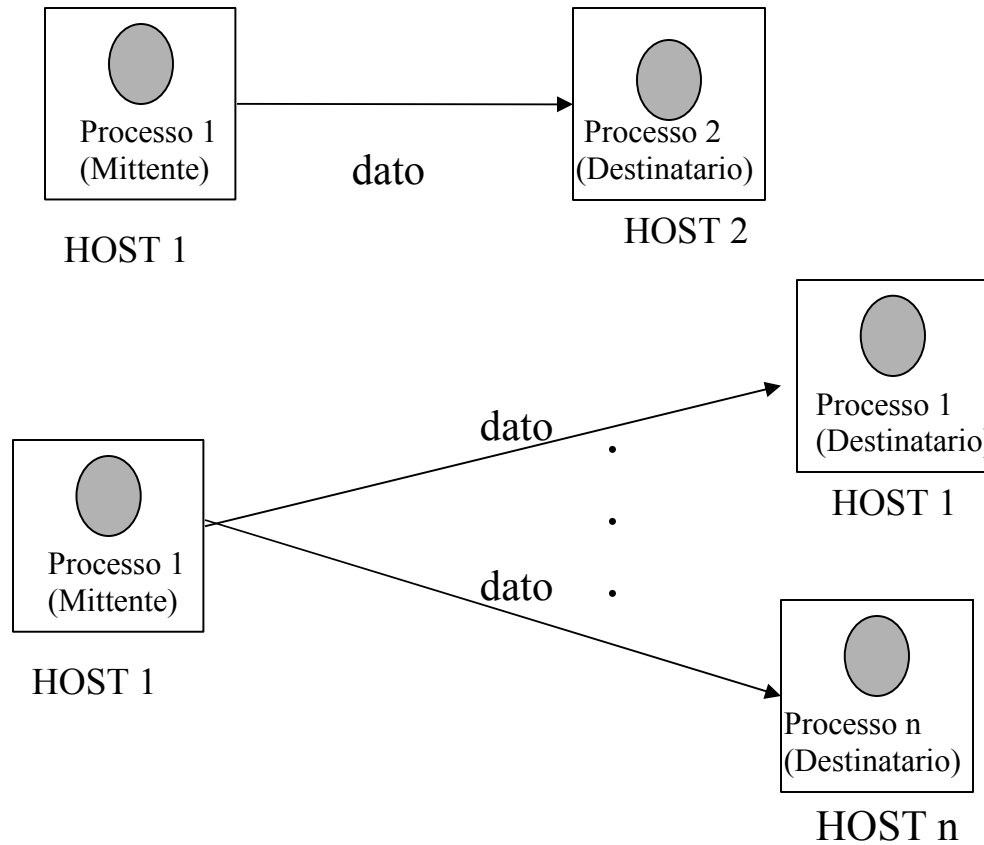 Processo 1
(Mittente)
HOST 1
dato
Processo 2
(Destinatario)
HOST 2
Processo 1
(Mittente)
HOST 1
dato
dato
Processo 1
(Destinatario)
HOST 1
Processo n
(Destinatario)
HOST n